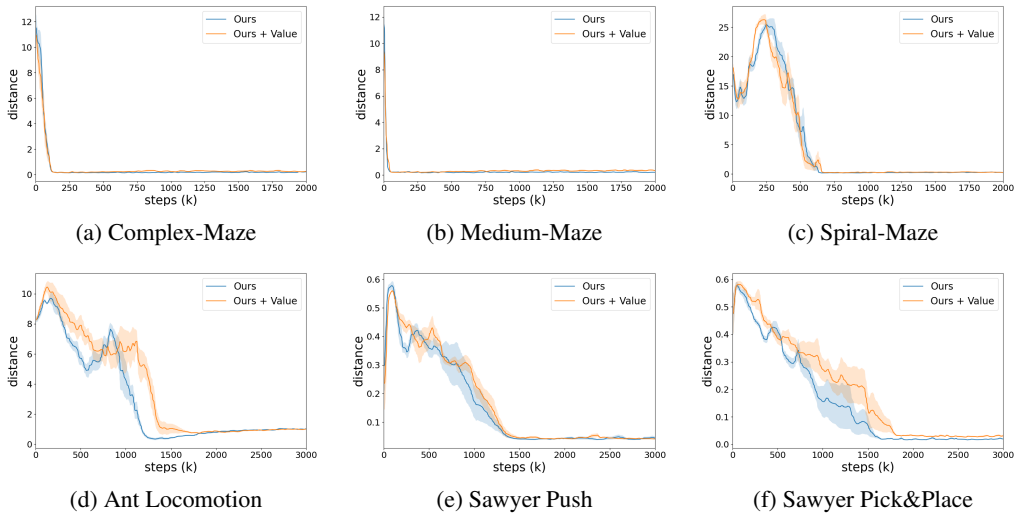 12
10
8
6
4
2
0
distance
Ours
Ours + Value
0 250 500 750 1000 1250 1500 1750 2000
steps (k)
(a) Complex-Maze
12
10
8
6
4
2
0
distance
Ours
Ours + Value
0 250 500 750 1000 1250 1500 1750 2000
steps (k)
(b) Medium-Maze
25
20
15
10
5
0
distance
Ours
Ours + Value
0 250 500 750 1000 1250 1500 1750 2000
steps (k)
(c) Spiral-Maze
10
8
6
4
2
0
distance
Ours
Ours + Value
0 500 1000 1500 2000 2500 3000
steps (k)
(d) Ant Locomotion
0.6
0.5
0.4
0.3
0.2
0.1
distance
Ours
Ours + Value
0 500 1000 1500 2000 2500 3000
steps (k)
(e) Sawyer Push
0.6
0.5
0.4
0.3
0.2
0.1
0.0
distance
Ours
Ours + Value
0 500 1000 1500 2000 2500 3000
steps (k)
(f) Sawyer Pick&Place